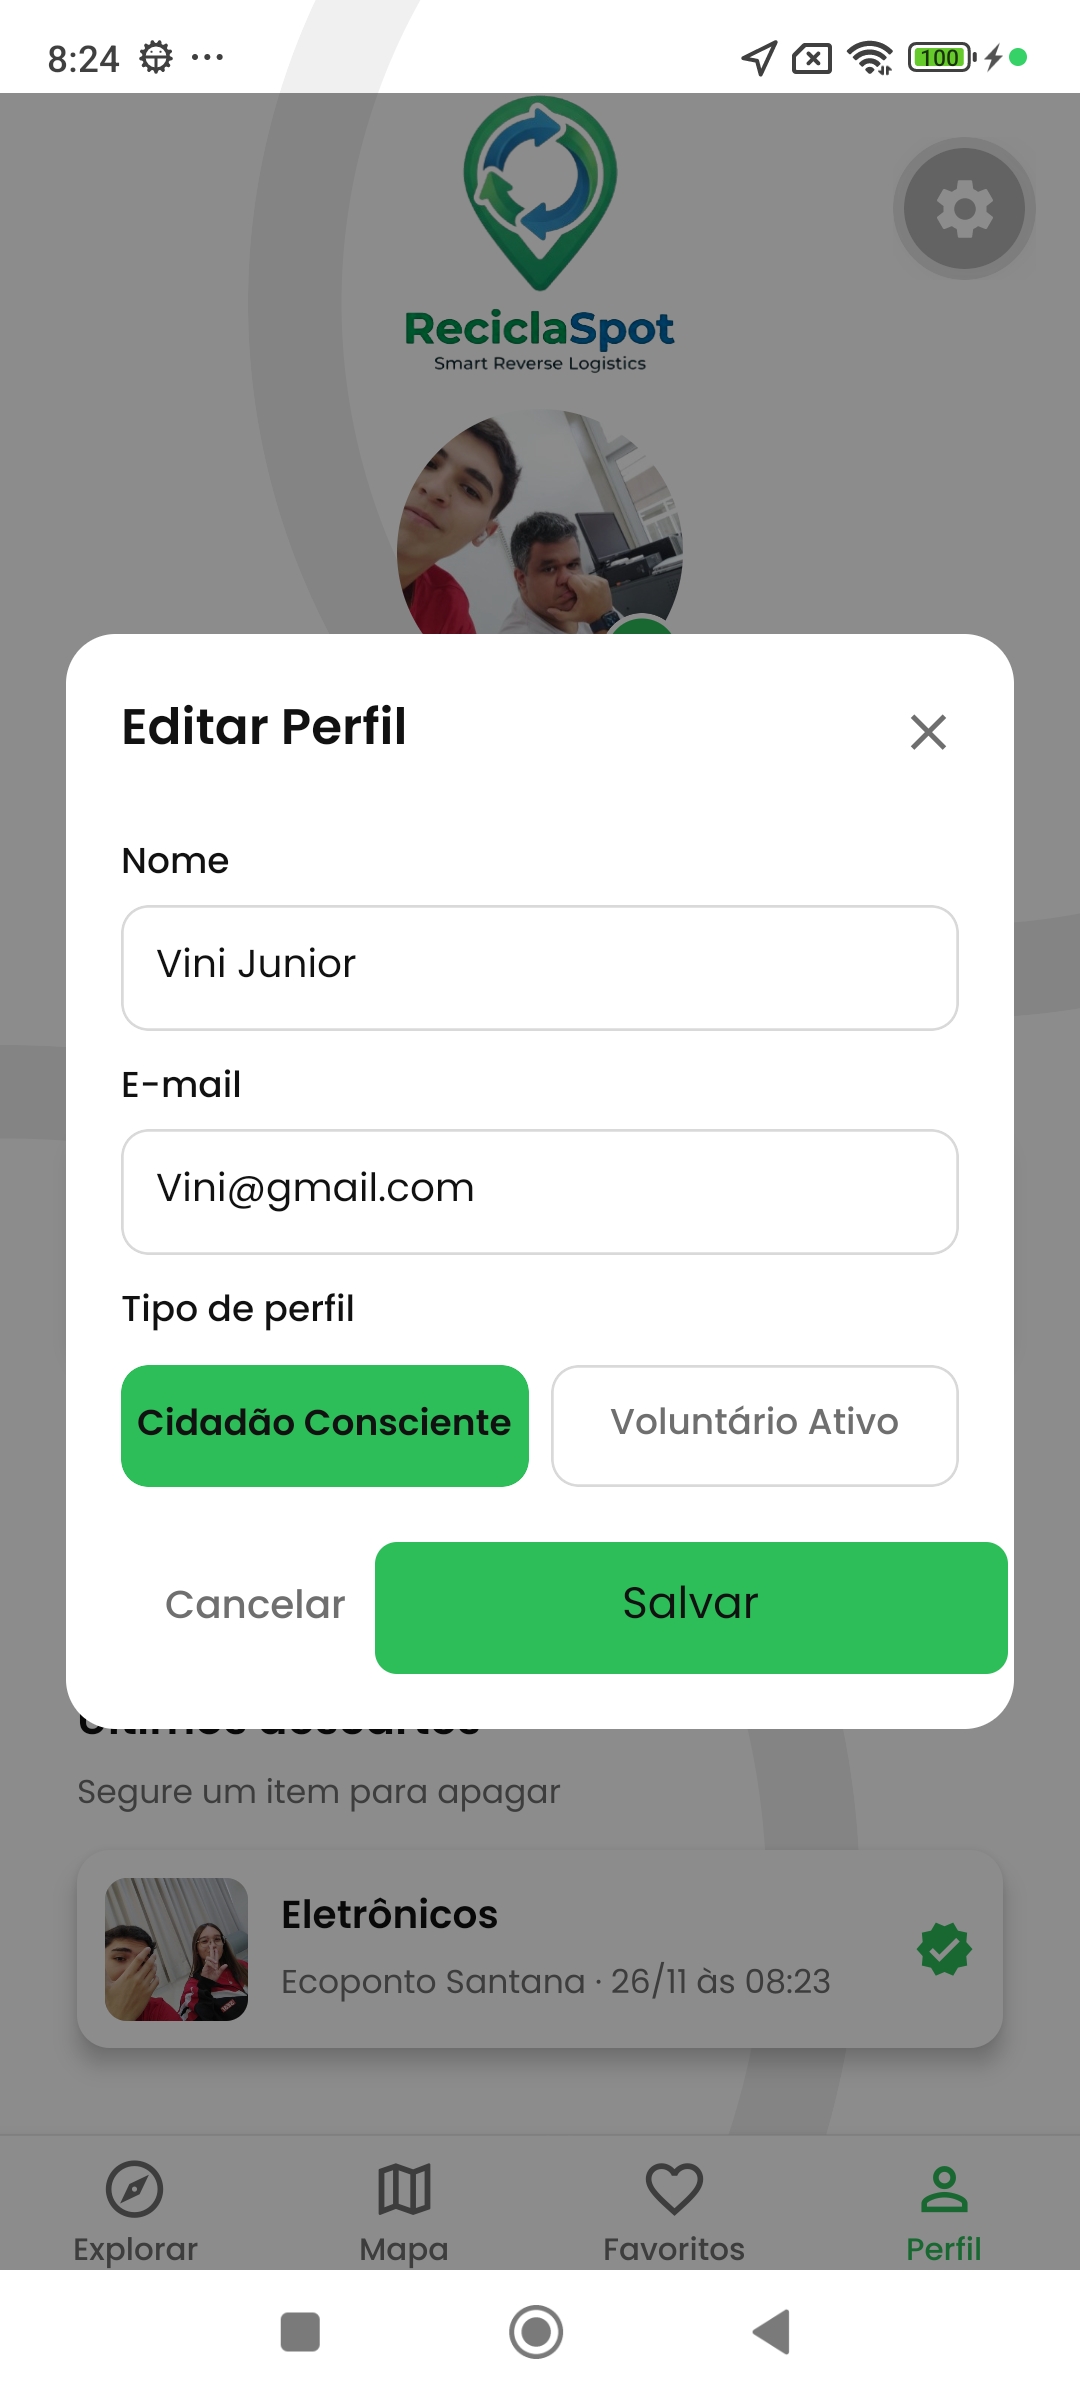 8:24
100
ReciclaSpot
Smart Reverse Logistics
Editar Perfil
Nome
Vini Junior
E-mail
Vini@gmail.com
Tipo de perfil
Cidadão Consciente
Voluntário Ativo
Cancelar
Salvar
Segure um item para apagar
Eletrônicos
Ecoponto Santana · 26/11 às 08:23
Explorar
Mapa
Favoritos
Perfil